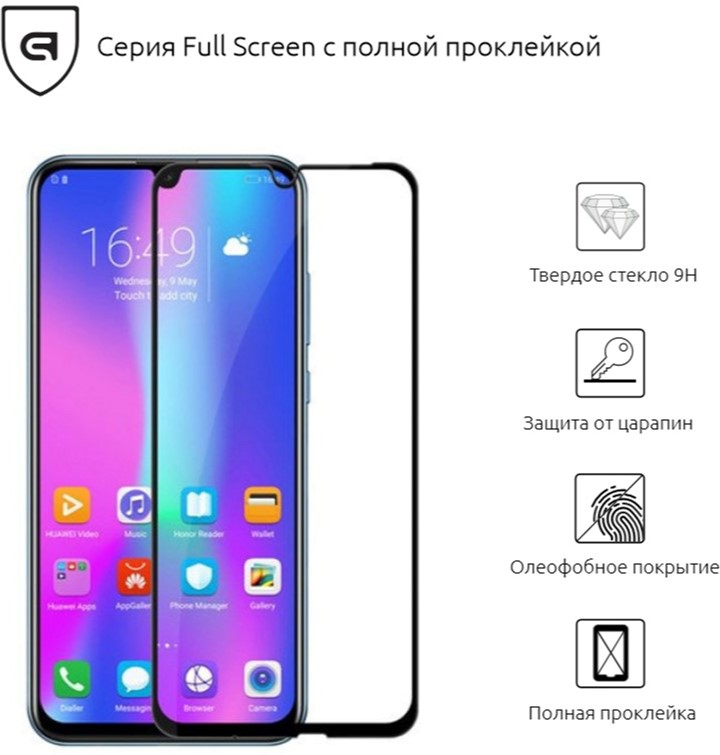 Серия Full Screen с полной проклейкой
16:49
Wednesday, 9 May
Touch to add city
HUAWEI Video
Music
Honor Reader
Wallet
Huawei Apps
AppGallery
Phone Manager
Gallery
Dialler
Messaging
Browser
Camera
Твердое стекло 9H
Защита от царапин
Олеофобное покрытие
Полная проклейка